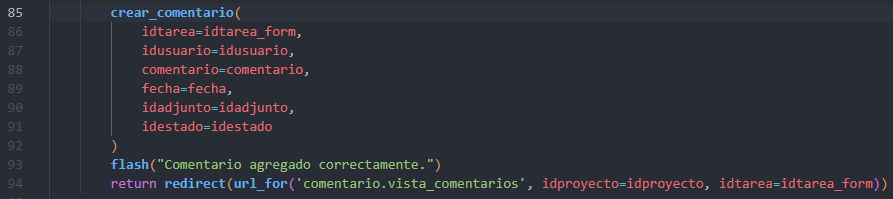 85 crear_comentario(
86 idtarea=idtarea_form,
87 idusuario=idusuario,
88 comentario=comentario,
89 fecha=fecha,
90 idadjunto=idadjunto,
91 idestado=idestado
92 )
93 flash("Comentario agregado correctamente.")
94 return redirect(url_for('comentario.vista_comentarios', idproyecto=idproyecto, idtarea=idtarea_form))